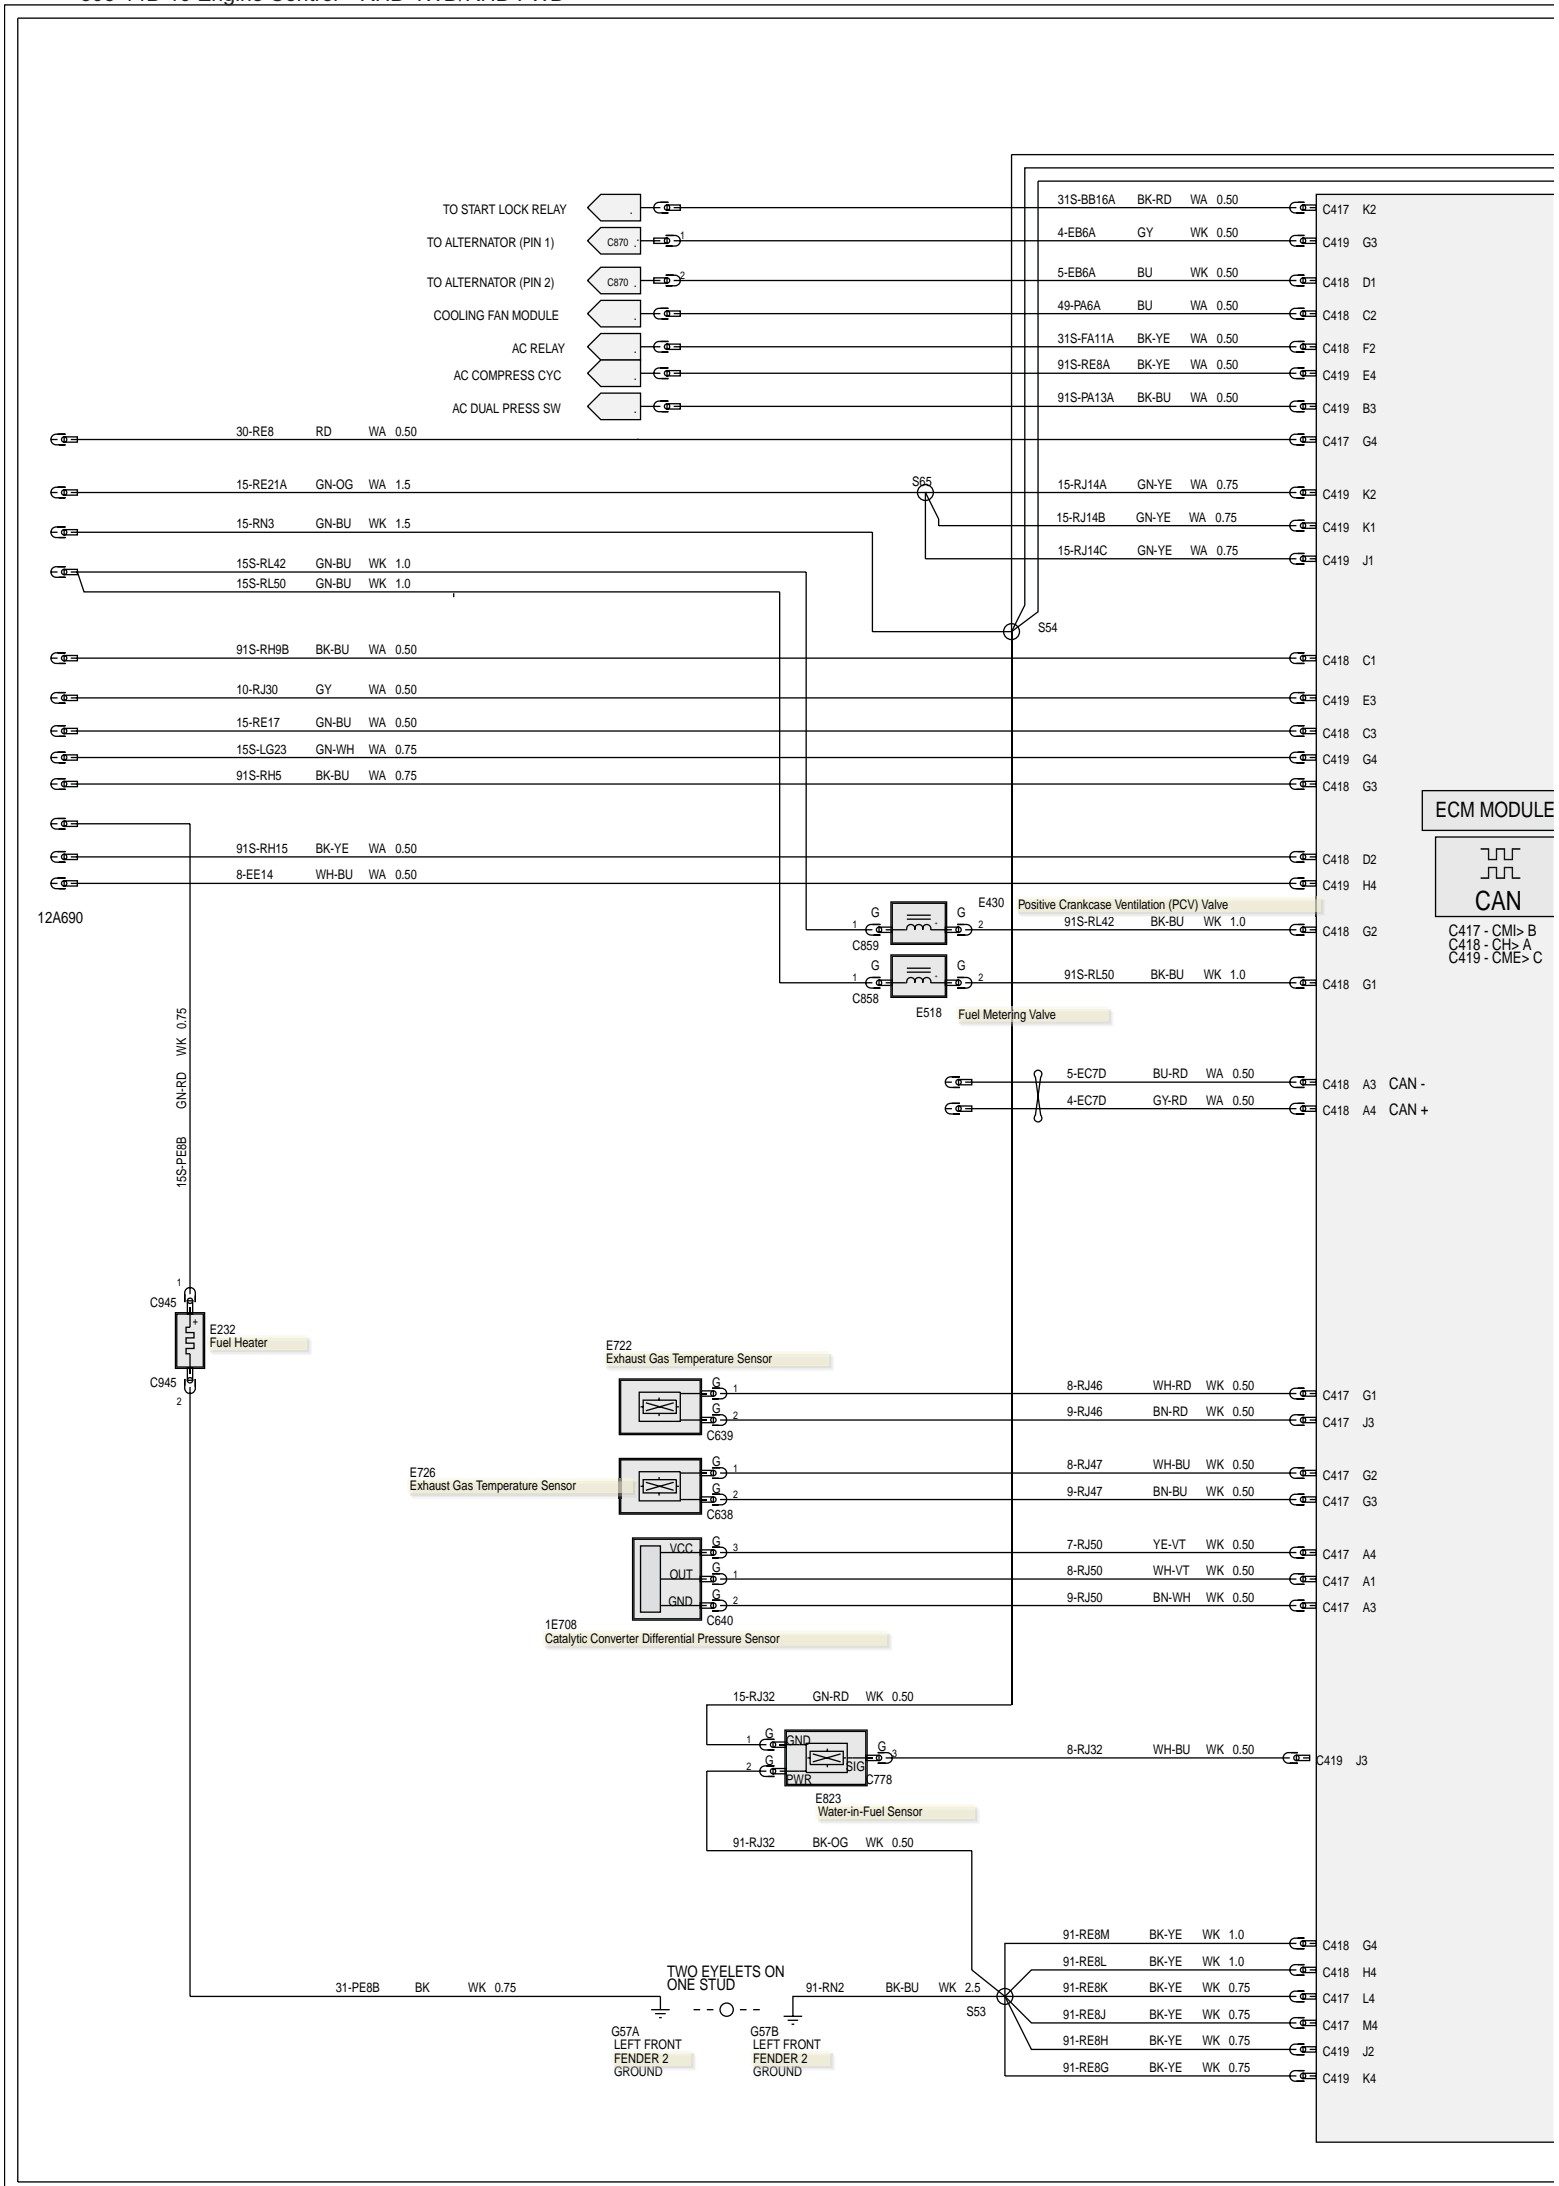 TO START LOCK RELAY . 31S-BB16A BK-RD WA 0.50 C417 K2
TO ALTERNATOR (PIN 1) C870 . 1 4-EB6A GY WK 0.50 C419 G3
TO ALTERNATOR (PIN 2) C870 . 2 5-EB6A BU WK 0.50 C418 D1
COOLING FAN MODULE . 49-PA6A BU WA 0.50 C418 C2
AC RELAY . 31S-FA11A BK-YE WA 0.50 C418 F2
AC COMPRESS CYC . 91S-RE8A BK-YE WA 0.50 C419 E4
AC DUAL PRESS SW . 91S-PA13A BK-BU WA 0.50 C419 B3
30-RE8 RD WA 0.50 C417 G4
15-RE21A GN-OG WA 1.5 S65 15-RJ14A GN-YE WA 0.75 C419 K2
15-RN3 GN-BU WK 1.5 15-RJ14B GN-YE WA 0.75 C419 K1
15S-RL42 GN-BU WK 1.0 15-RJ14C GN-YE WA 0.75 C419 J1
15S-RL50 GN-BU WK 1.0
S54
91S-RH9B BK-BU WA 0.50 C418 C1
10-RJ30 GY WA 0.50 C419 E3
15-RE17 GN-BU WA 0.50 C418 C3
15S-LG23 GN-WH WA 0.75 C419 G4
91S-RH5 BK-BU WA 0.75 C418 G3
ECM MODULE
91S-RH15 BK-YE WA 0.50 C418 D2
8-EE14 WH-BU WA 0.50 C419 H4
CAN
12A690
E430 Positive Crankcase Ventilation (PCV) Valve
G G
1 2 91S-RL42 BK-BU WK 1.0 C418 G2
C859
C417 - CMI> B
C418 - CH> A
C419 - CME> C
G G
1 2 91S-RL50 BK-BU WK 1.0 C418 G1
C858
E518 Fuel Metering Valve
15S-PE8B GN-RD WK 0.75
5-EC7D BU-RD WA 0.50 C418 A3 CAN -
4-EC7D GY-RD WA 0.50 C418 A4 CAN +
1
C945
+
E232
Fuel Heater
C945
2
E722
Exhaust Gas Temperature Sensor
G 1 8-RJ46 WH-RD WK 0.50 C417 G1
G 2 9-RJ46 BN-RD WK 0.50 C417 J3
C639
E726
Exhaust Gas Temperature Sensor
G 1 8-RJ47 WH-BU WK 0.50 C417 G2
G 2 9-RJ47 BN-BU WK 0.50 C417 G3
C638
VCC G 3 7-RJ50 YE-VT WK 0.50 C417 A4
OUT G 1 8-RJ50 WH-VT WK 0.50 C417 A1
GND G 2 9-RJ50 BN-WH WK 0.50 C417 A3
C640
1E708
Catalytic Converter Differential Pressure Sensor
15-RJ32 GN-RD WK 0.50
1 G GND
SIG G 3 8-RJ32 WH-BU WK 0.50 C419 J3
2 G PWR C778
E823
Water-in-Fuel Sensor
91-RJ32 BK-OG WK 0.50
91-RE8M BK-YE WK 1.0 C418 G4
91-RE8L BK-YE WK 1.0 C418 H4
TWO EYELETS ON
ONE STUD
31-PE8B BK WK 0.75 91-RN2 BK-BU WK 2.5 S53 91-RE8K BK-YE WK 0.75 C417 L4
91-RE8J BK-YE WK 0.75 C417 M4
91-RE8H BK-YE WK 0.75 C419 J2
91-RE8G BK-YE WK 0.75 C419 K4
G57A
LEFT FRONT
FENDER 2
GROUND
G57B
LEFT FRONT
FENDER 2
GROUND